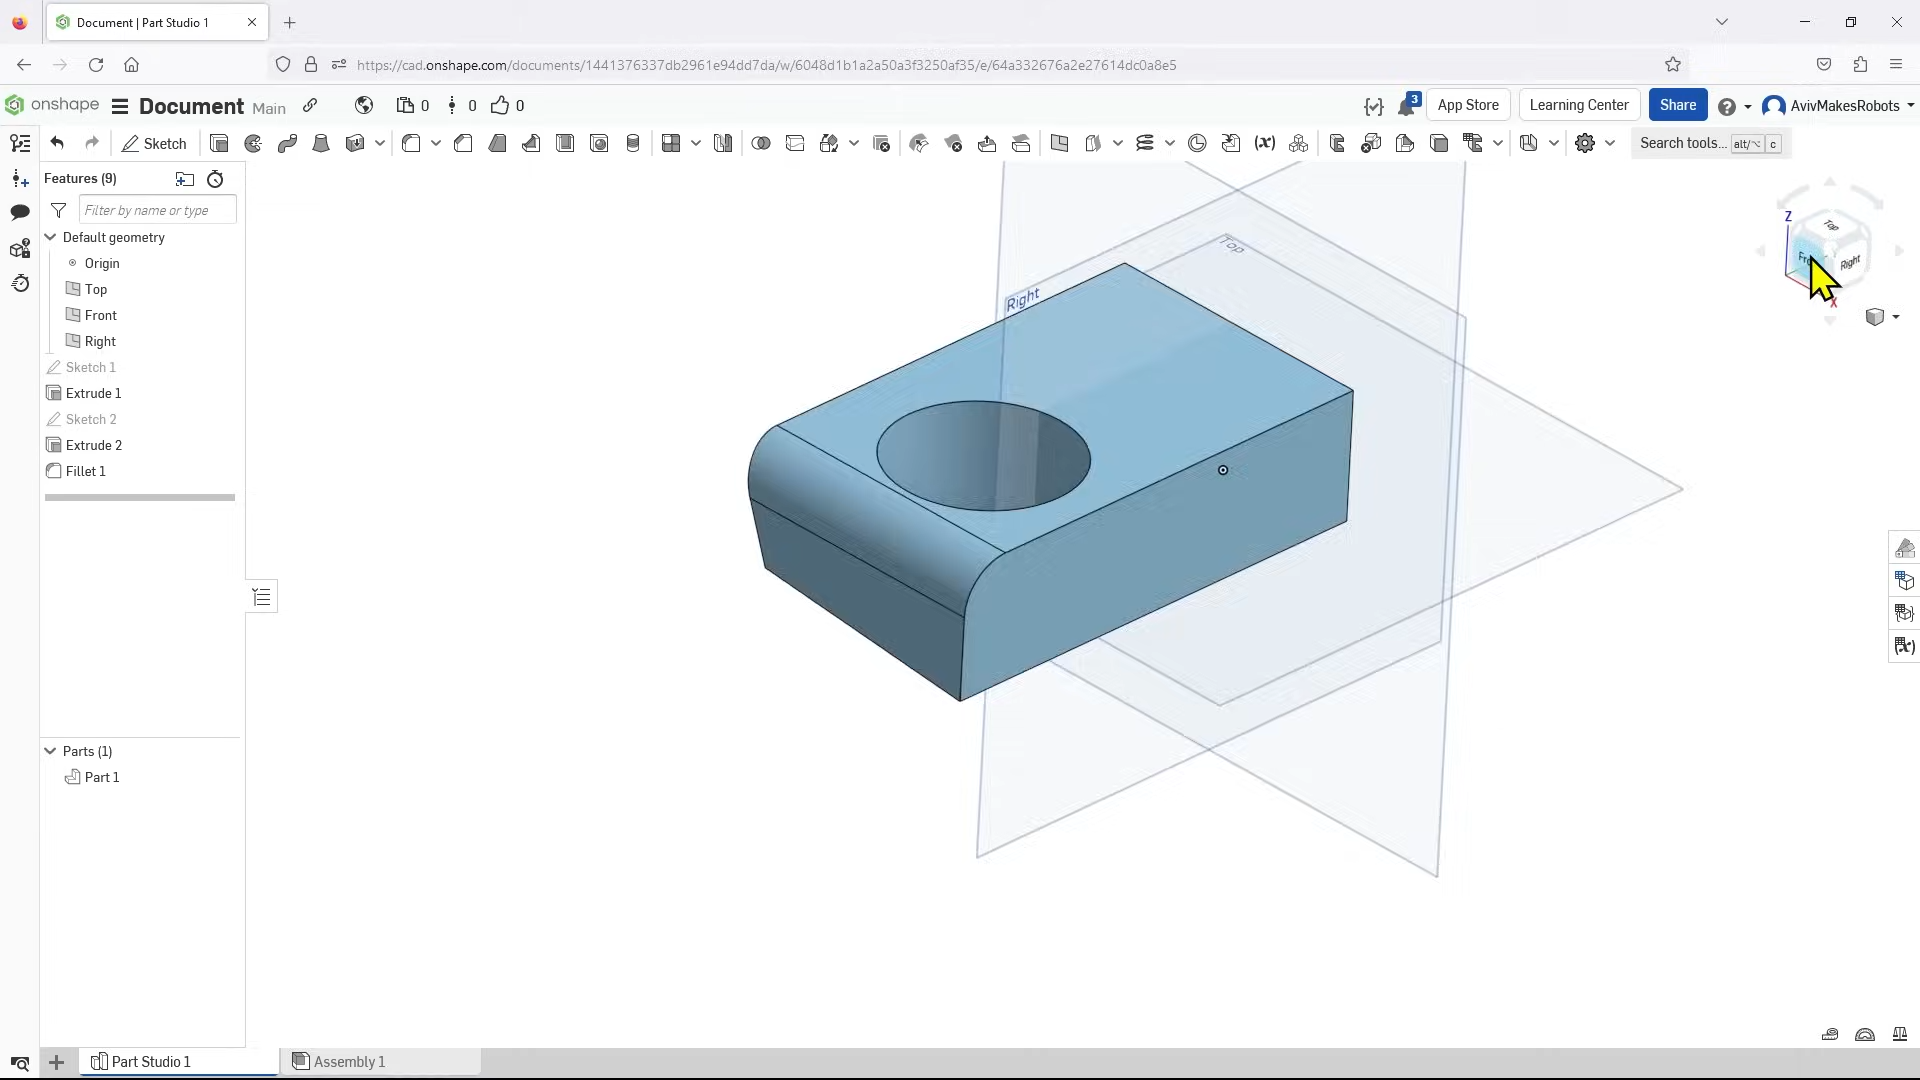 Document | Part Studio 1
https://cad.onshape.com/documents/1441376337db2961e94dd7da/w/6048d1b1a2a50a3f3250af35/e/64a332676a2e27614dc0a8e5
onshape Document Main 0 0 0 3 App Store Learning Center Share AvivMakesRobots
Sketch (x) Search tools... alt/⌥ c
Features (9)
Filter by name or type
Default geometry
Origin
Top
Front
Right
Sketch 1
Extrude 1
Sketch 2
Extrude 2
Fillet 1
Parts (1)
Part 1
Top
Right
Z
Top
Right
X
(x)
Part Studio 1 Assembly 1